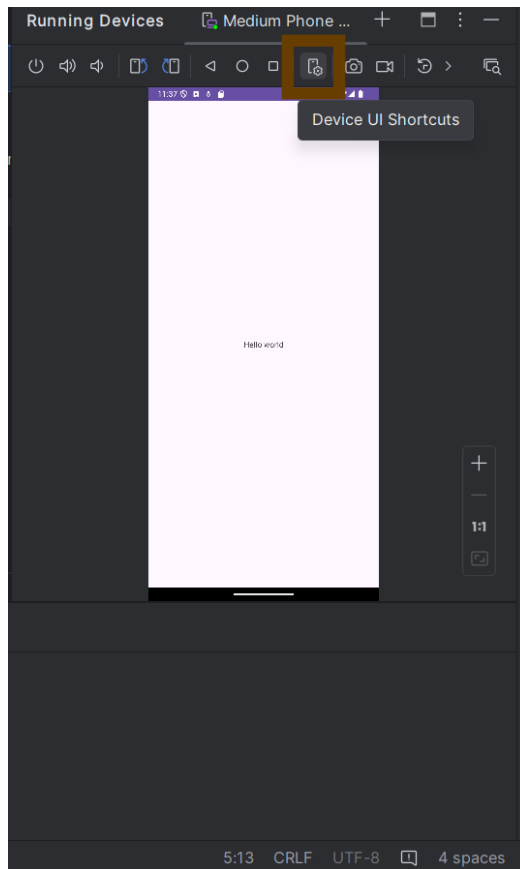 Running Devices Medium Phone ...
11:37
Device UI Shortcuts
Hello world
1:1
5:13 CRLF UTF-8 4 spaces